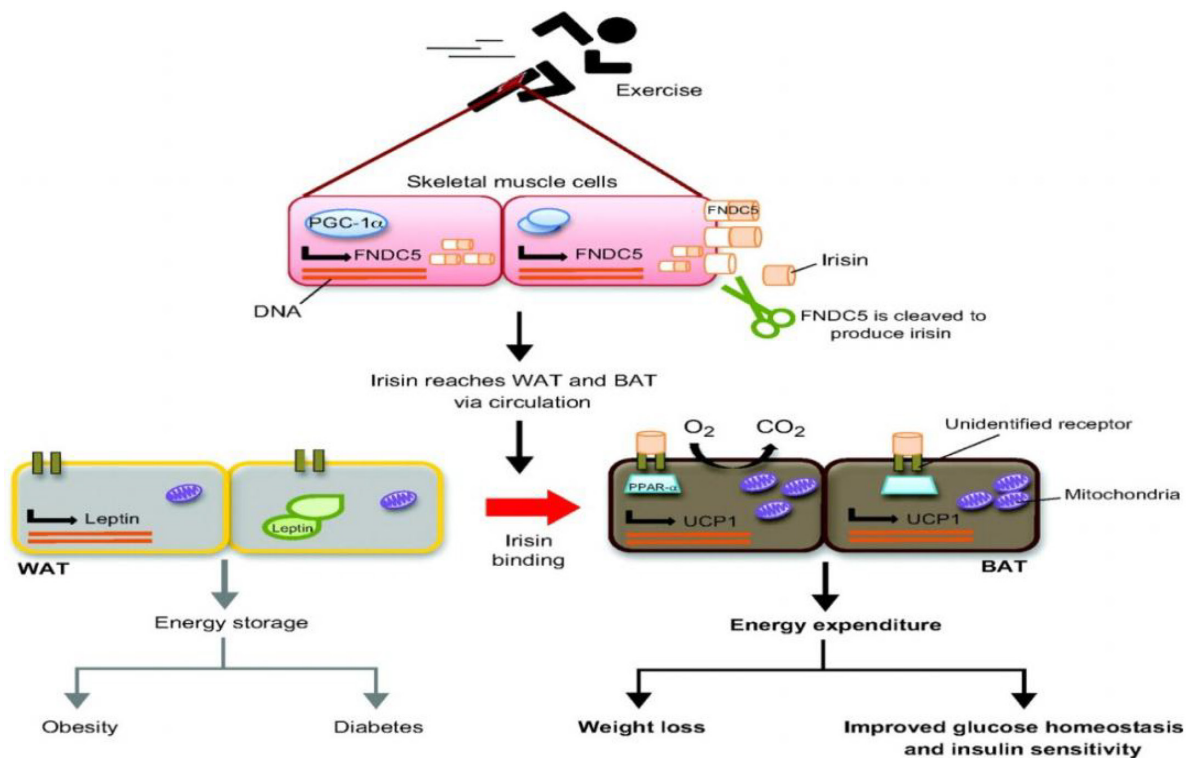 Exercise
Skeletal muscle cells
PGC-1α
FNDC5
FNDC5
FNDC5
Irisin
DNA
FNDC5 is cleaved to
produce irisin
Irisin reaches WAT and BAT
via circulation
O2
CO2
Unidentified receptor
Leptin
Leptin
PPAR-α
UCP1
UCP1
Mitochondria
Irisin
binding
WAT
BAT
Energy storage
Energy expenditure
Obesity
Diabetes
Weight loss
Improved glucose homeostasis
and insulin sensitivity